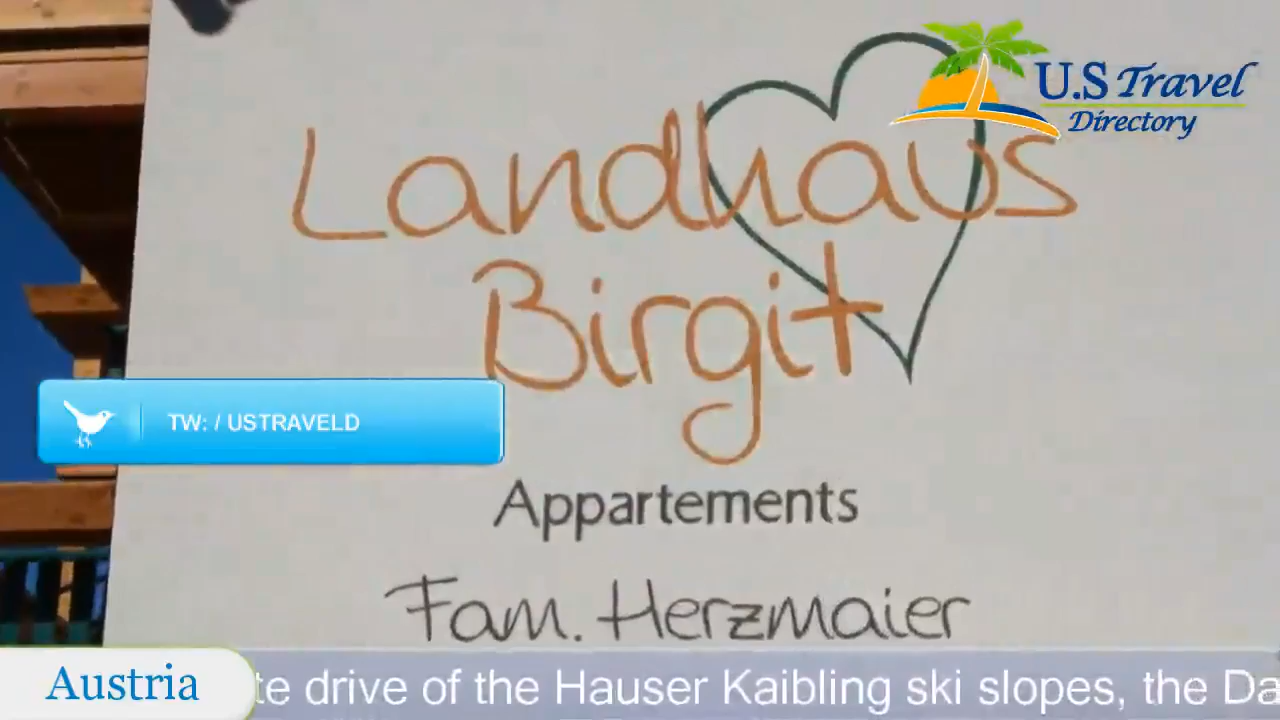 U.S Travel
Directory
Landhaus
Birgit
TW: / USTRAVELD
Appartements
Fam. Herzmaier
Austria
te drive of the Hauser Kaibling ski slopes, the Da